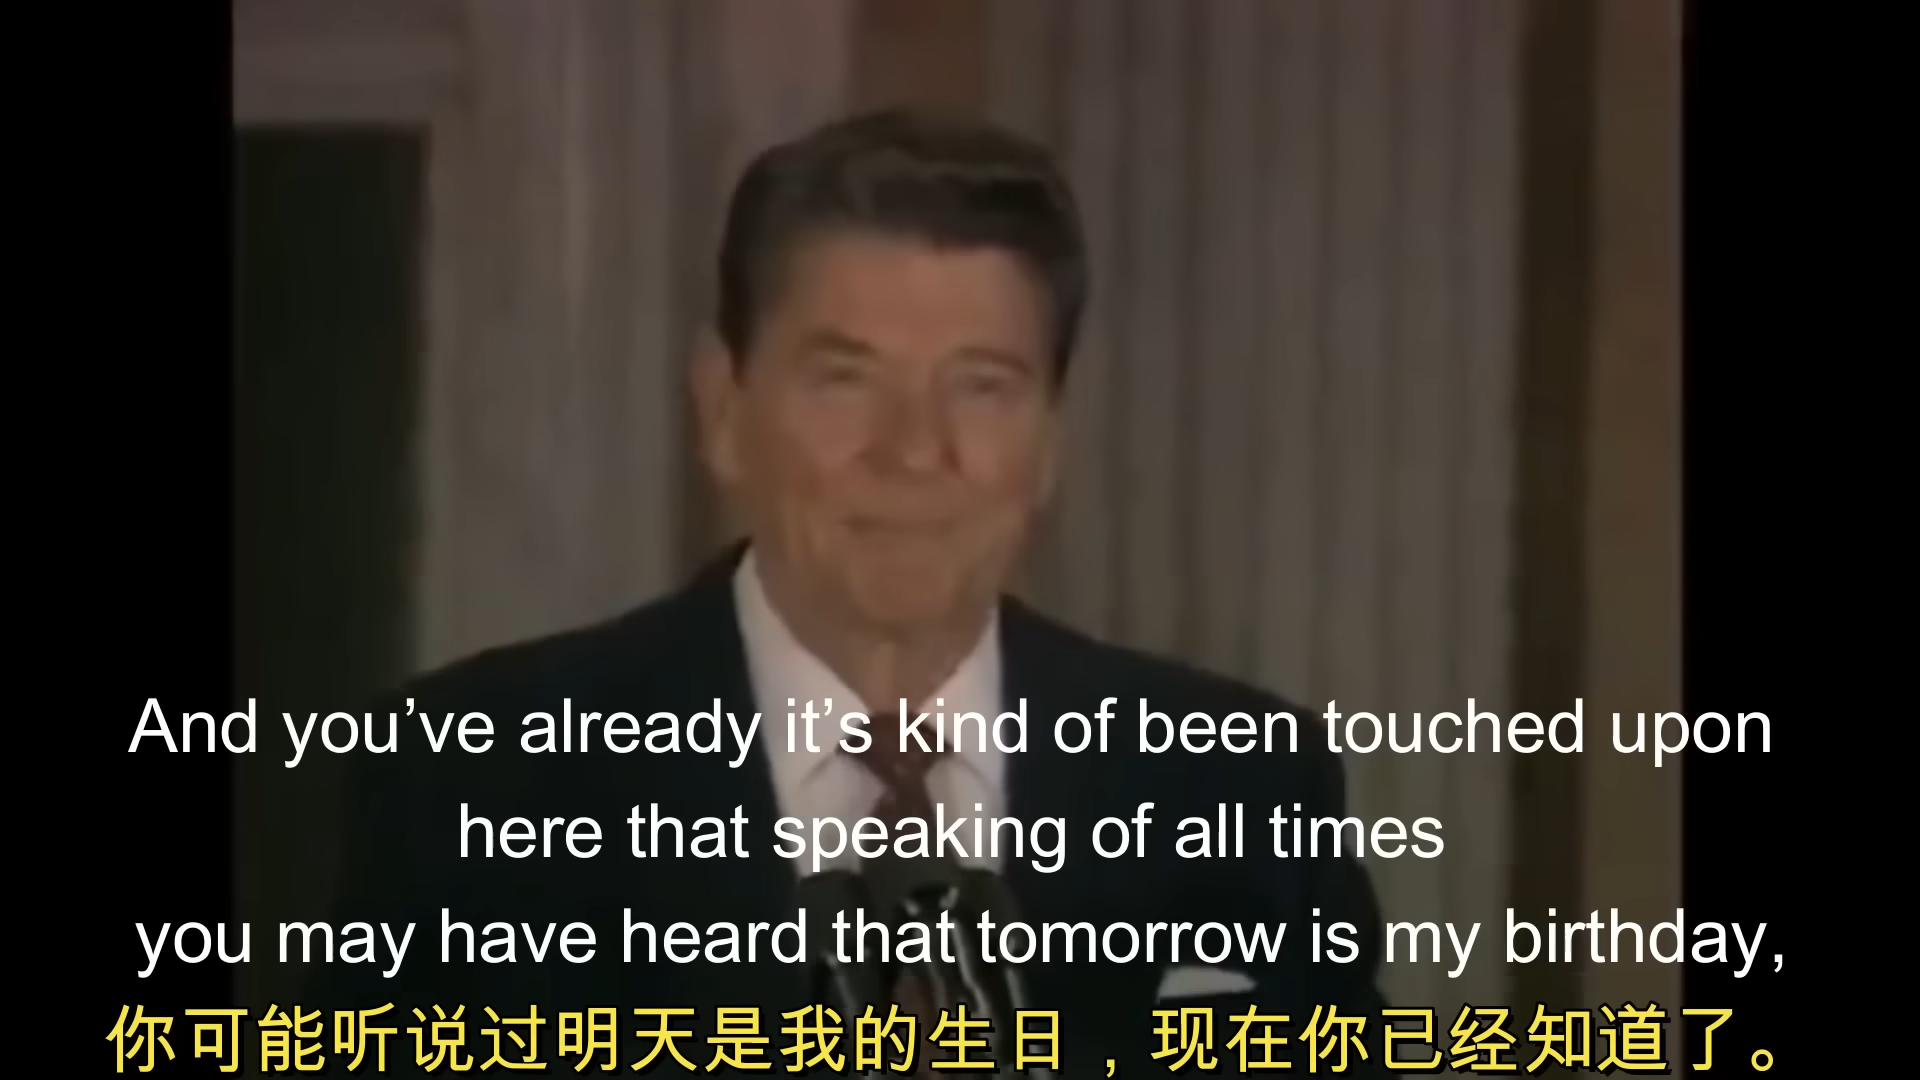 And you’ve already it’s kind of been touched upon
here that speaking of all times
you may have heard that tomorrow is my birthday,
你可能听说过明天是我的生日，现在你已经知道了。